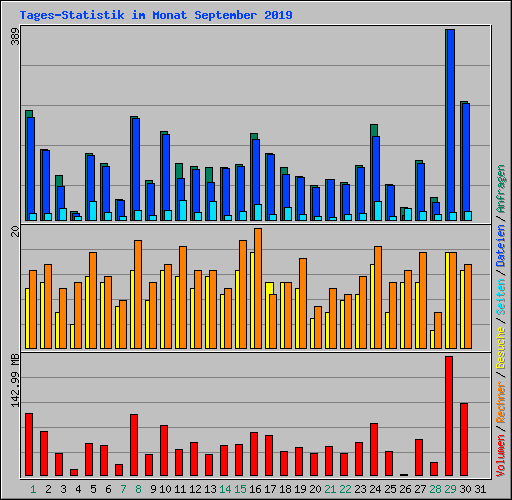 Tages-Statistik im Monat September 2019
389
20
142.99 MB
Volumen / Rechner / Besuche / Seiten / Dateien / Anfragen
1 2 3 4 5 6 7 8 9 10 11 12 13 14 15 16 17 18 19 20 21 22 23 24 25 26 27 28 29 30 31